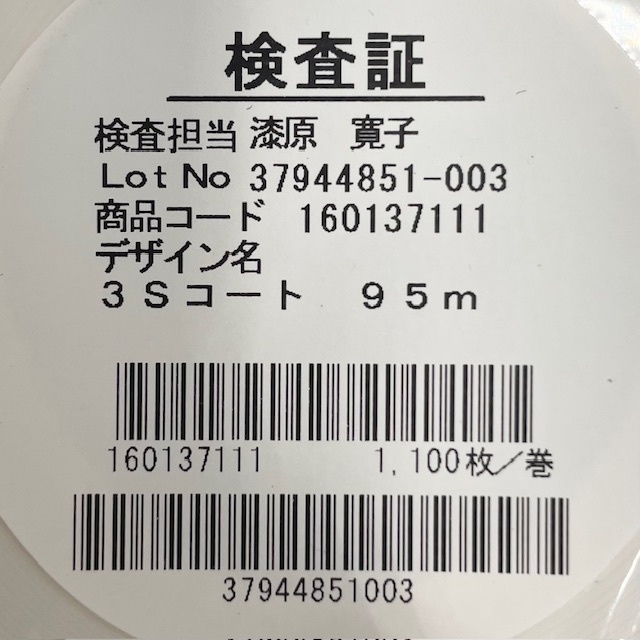 検査証
検査担当 漆原　寛子
Lot No 37944851-003
商品コード 160137111
デザイン名
３Ｓコート　９５ｍ
160137111 1,100枚／巻
37944851003